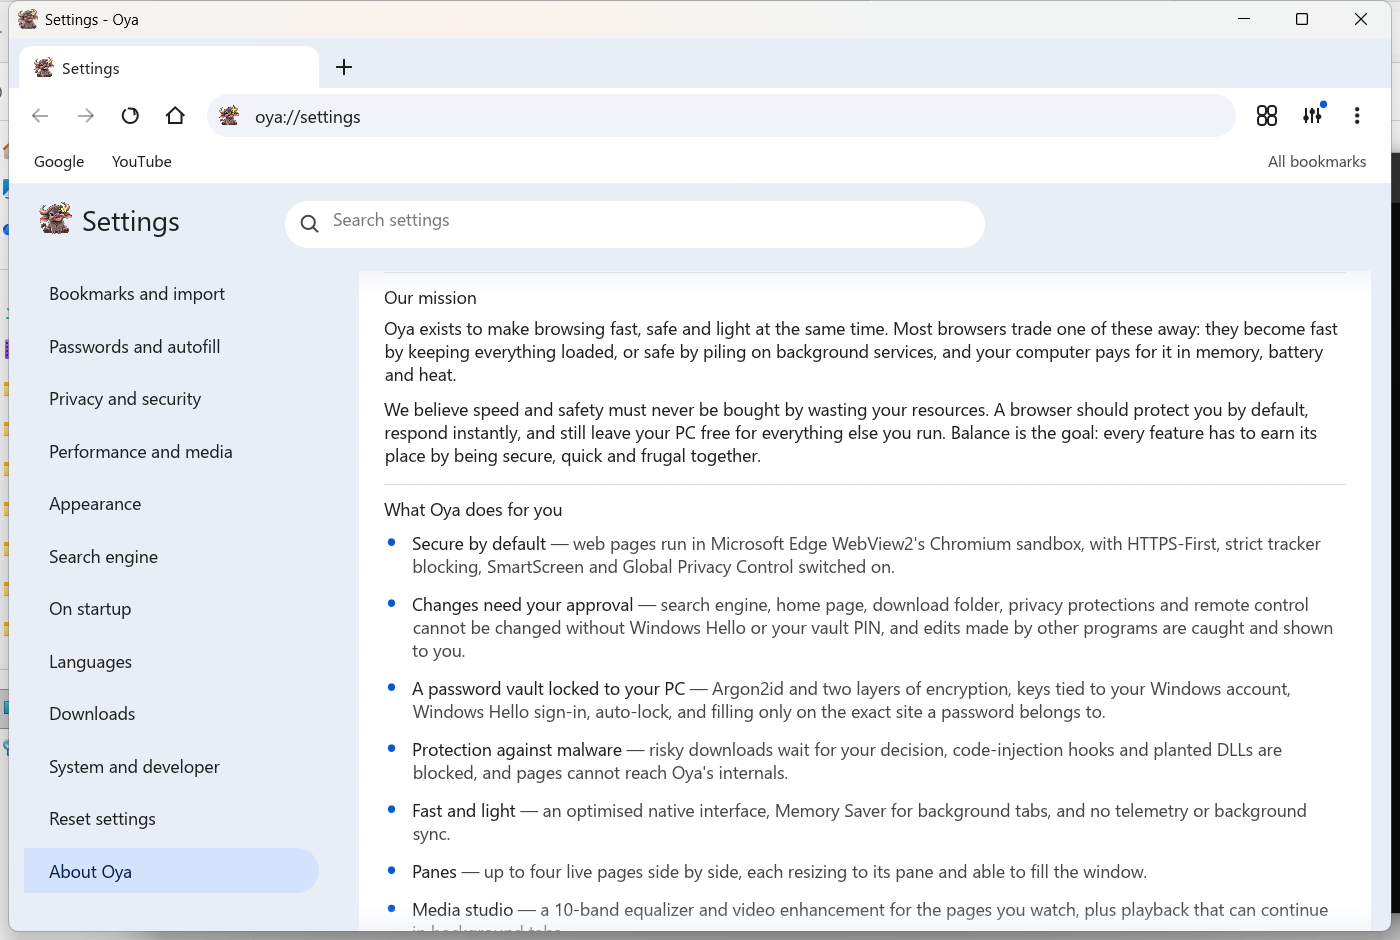 Settings - Oya
Settings
oya://settings
Google
YouTube
All bookmarks
Settings
Search settings
Bookmarks and import
Passwords and autofill
Privacy and security
Performance and media
Appearance
Search engine
On startup
Languages
Downloads
System and developer
Reset settings
About Oya
Our mission
Oya exists to make browsing fast, safe and light at the same time. Most browsers trade one of these away: they become fast
by keeping everything loaded, or safe by piling on background services, and your computer pays for it in memory, battery
and heat.
We believe speed and safety must never be bought by wasting your resources. A browser should protect you by default,
respond instantly, and still leave your PC free for everything else you run. Balance is the goal: every feature has to earn its
place by being secure, quick and frugal together.
What Oya does for you
Secure by default — web pages run in Microsoft Edge WebView2's Chromium sandbox, with HTTPS-First, strict tracker
blocking, SmartScreen and Global Privacy Control switched on.
Changes need your approval — search engine, home page, download folder, privacy protections and remote control
cannot be changed without Windows Hello or your vault PIN, and edits made by other programs are caught and shown
to you.
A password vault locked to your PC — Argon2id and two layers of encryption, keys tied to your Windows account,
Windows Hello sign-in, auto-lock, and filling only on the exact site a password belongs to.
Protection against malware — risky downloads wait for your decision, code-injection hooks and planted DLLs are
blocked, and pages cannot reach Oya's internals.
Fast and light — an optimised native interface, Memory Saver for background tabs, and no telemetry or background
sync.
Panes — up to four live pages side by side, each resizing to its pane and able to fill the window.
Media studio — a 10-band equalizer and video enhancement for the pages you watch, plus playback that can continue
in background tabs.